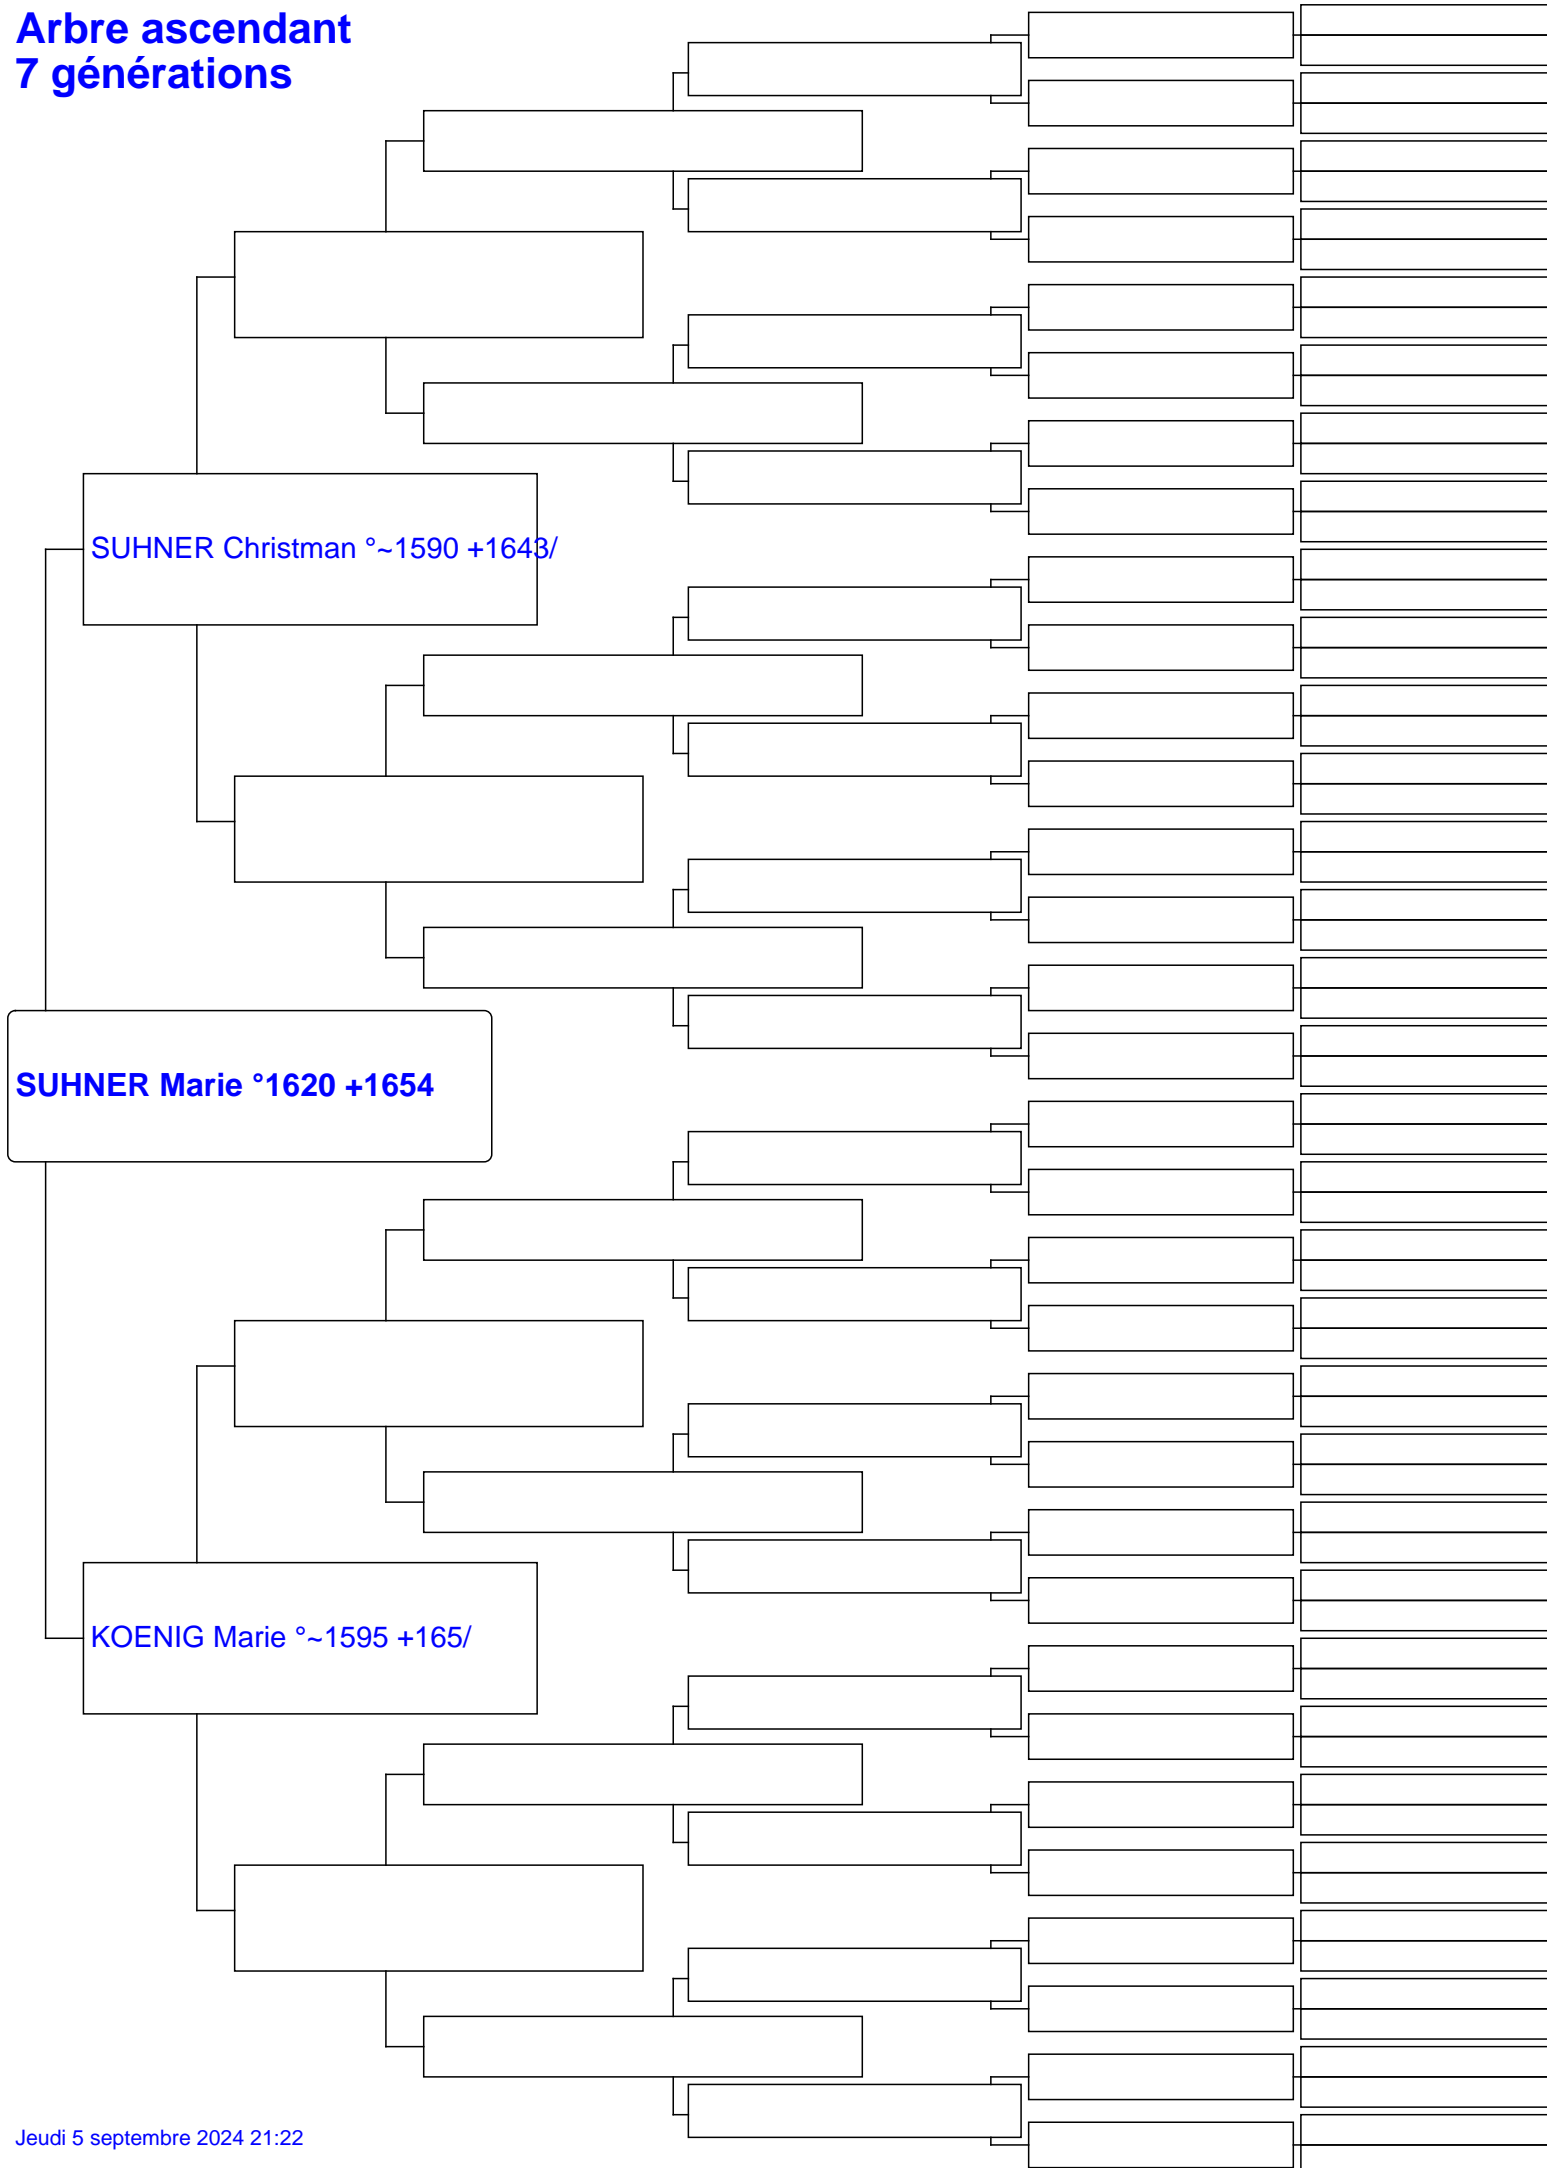 Arbre ascendant
7 générations
SUHNER Christman °~1590 +1643/
SUHNER Marie °1620 +1654
KOENIG Marie °~1595 +165/
Jeudi 5 septembre 2024 21:22